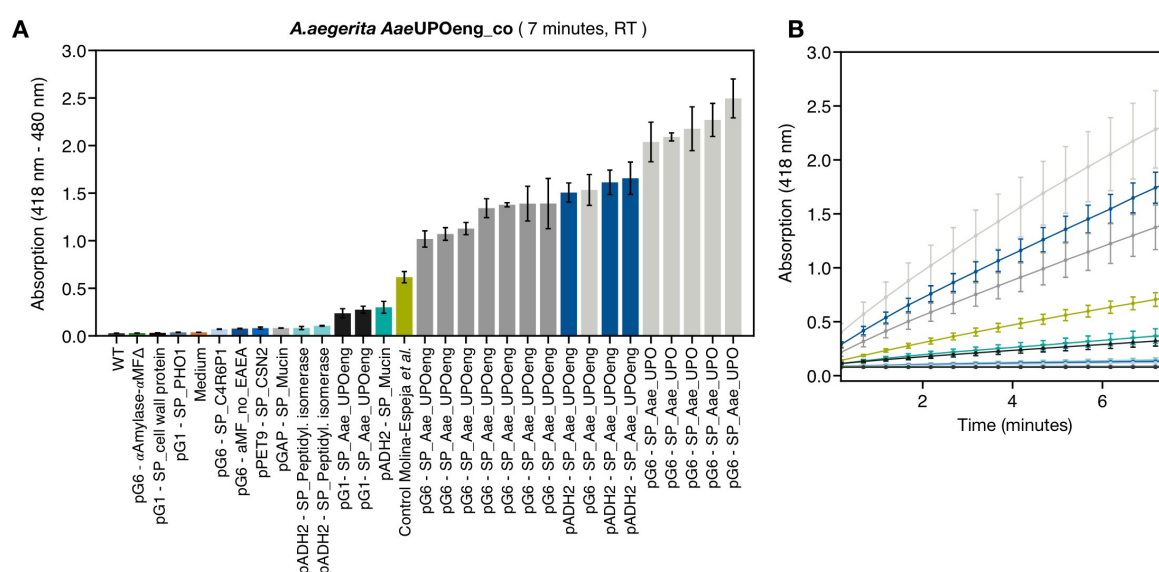 A
A.aegerita AaeUPOeng_co ( 7 minutes, RT )
Absorption (418 nm - 480 nm)
3.0
2.5
2.0
1.5
1.0
0.5
0.0
WT
pG6 - αAmylase-αMFΔ
pG1 - SP_cell wall protein
pG1 - SP_PHO1
Medium
pG6 - SP_C4R6P1
pG6 - aMF_no_EAEA
pPET9 - SP_CSN2
pGAP - SP_Mucin
pADH2 - SP_Peptidyl. isomerase
pADH2 - SP_Peptidyl. isomerase
pG1- SP_Aae_UPOeng
pG1- SP_Aae_UPOeng
pADH2 - SP_Mucin
Control Molina-Espeja et al.
pG6 - SP_Aae_UPOeng
pG6 - SP_Aae_UPOeng
pG6 - SP_Aae_UPOeng
pG6 - SP_Aae_UPOeng
pG6 - SP_Aae_UPOeng
pG6 - SP_Aae_UPOeng
pG6 - SP_Aae_UPOeng
pADH2 - SP_Aae_UPOeng
pG6 - SP_Aae_UPO
pADH2 - SP_Aae_UPOeng
pADH2 - SP_Aae_UPOeng
pG6 - SP_Aae_UPO
pG6 - SP_Aae_UPO
pG6 - SP_Aae_UPO
pG6 - SP_Aae_UPO
pG6 - SP_Aae_UPO
B
Absorption (418 nm)
3.0
2.5
2.0
1.5
1.0
0.5
0.0
2
4
6
Time (minutes)